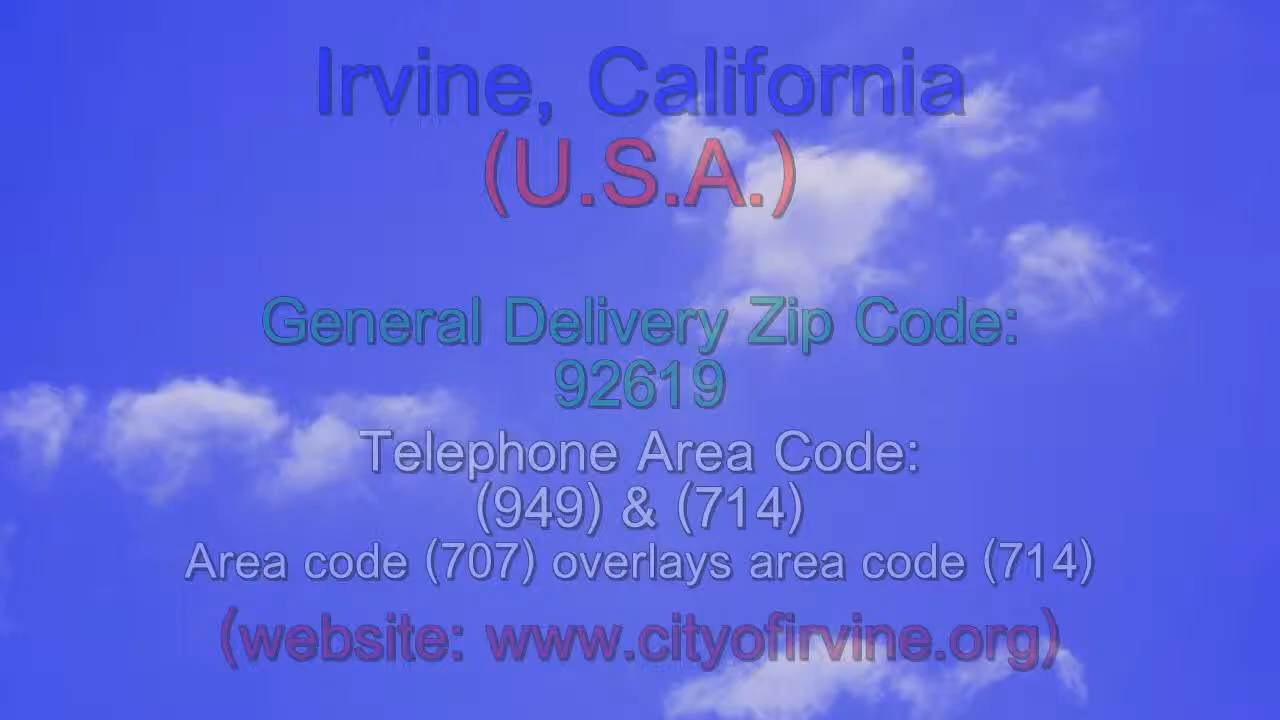 Irvine, California
(U.S.A.)
General Delivery Zip Code:
92619
Telephone Area Code:
(949) & (714)
Area code (707) overlays area code (714)
(website: www.cityofirvine.org)